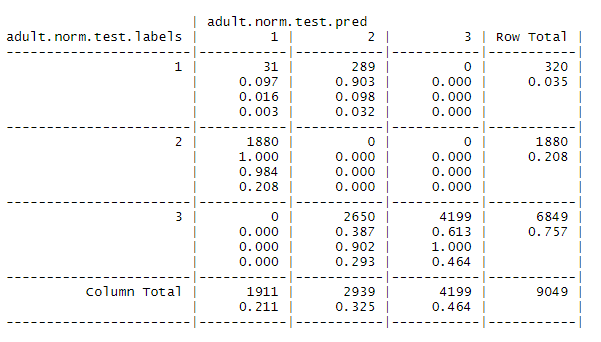 | adult.norm.test.pred
adult.norm.test.labels | 1 | 2 | 3 | Row Total |
-----------------------|-----------|-----------|-----------|-----------|
1 | 31 | 289 | 0 | 320 |
| 0.097 | 0.903 | 0.000 | 0.035 |
| 0.016 | 0.098 | 0.000 | |
| 0.003 | 0.032 | 0.000 | |
-----------------------|-----------|-----------|-----------|-----------|
2 | 1880 | 0 | 0 | 1880 |
| 1.000 | 0.000 | 0.000 | 0.208 |
| 0.984 | 0.000 | 0.000 | |
| 0.208 | 0.000 | 0.000 | |
-----------------------|-----------|-----------|-----------|-----------|
3 | 0 | 2650 | 4199 | 6849 |
| 0.000 | 0.387 | 0.613 | 0.757 |
| 0.000 | 0.902 | 1.000 | |
| 0.000 | 0.293 | 0.464 | |
-----------------------|-----------|-----------|-----------|-----------|
Column Total | 1911 | 2939 | 4199 | 9049 |
| 0.211 | 0.325 | 0.464 | |
-----------------------|-----------|-----------|-----------|-----------|